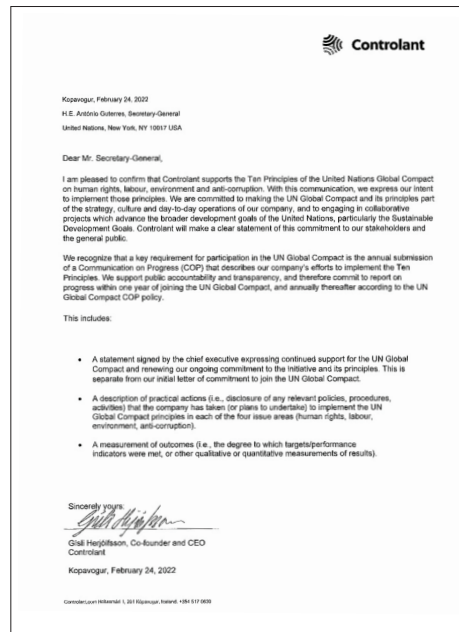 Controlant
Kopavogur, February 24, 2022
H.E. António Guterres, Secretary-General
United Nations, New York, NY 10017 USA
Dear Mr. Secretary-General,
I am pleased to confirm that Controlant supports the Ten Principles of the United Nations Global Compact
on human rights, labour, environment and anti-corruption. With this communication, we express our intent
to implement those principles. We are committed to making the UN Global Compact and its principles part
of the strategy, culture and day-to-day operations of our company, and to engaging in collaborative
projects which advance the broader development goals of the United Nations, particularly the Sustainable
Development Goals. Controlant will make a clear statement of this commitment to our stakeholders and
the general public.
We recognize that a key requirement for participation in the UN Global Compact is the annual submission
of a Communication on Progress (COP) that describes our company's efforts to implement the Ten
Principles. We support public accountability and transparency, and therefore commit to report on
progress within one year of joining the UN Global Compact, and annually thereafter according to the UN
Global Compact COP policy.
This includes:
• A statement signed by the chief executive expressing continued support for the UN Global
Compact and renewing our ongoing commitment to the initiative and its principles. This is
separate from our initial letter of commitment to join the UN Global Compact.
• A description of practical actions (i.e., disclosure of any relevant policies, procedures,
activities) that the company has taken (or plans to undertake) to implement the UN
Global Compact principles in each of the four issue areas (human rights, labour,
environment, anti-corruption).
• A measurement of outcomes (i.e., the degree to which targets/performance
indicators were met, or other qualitative or quantitative measurements of results).
Sincerely yours,
Gísli Herjólfsson, Co-founder and CEO
Controlant
Kopavogur, February 24, 2022
1, 201 Kópavogur, Iceland, +354 517 0630